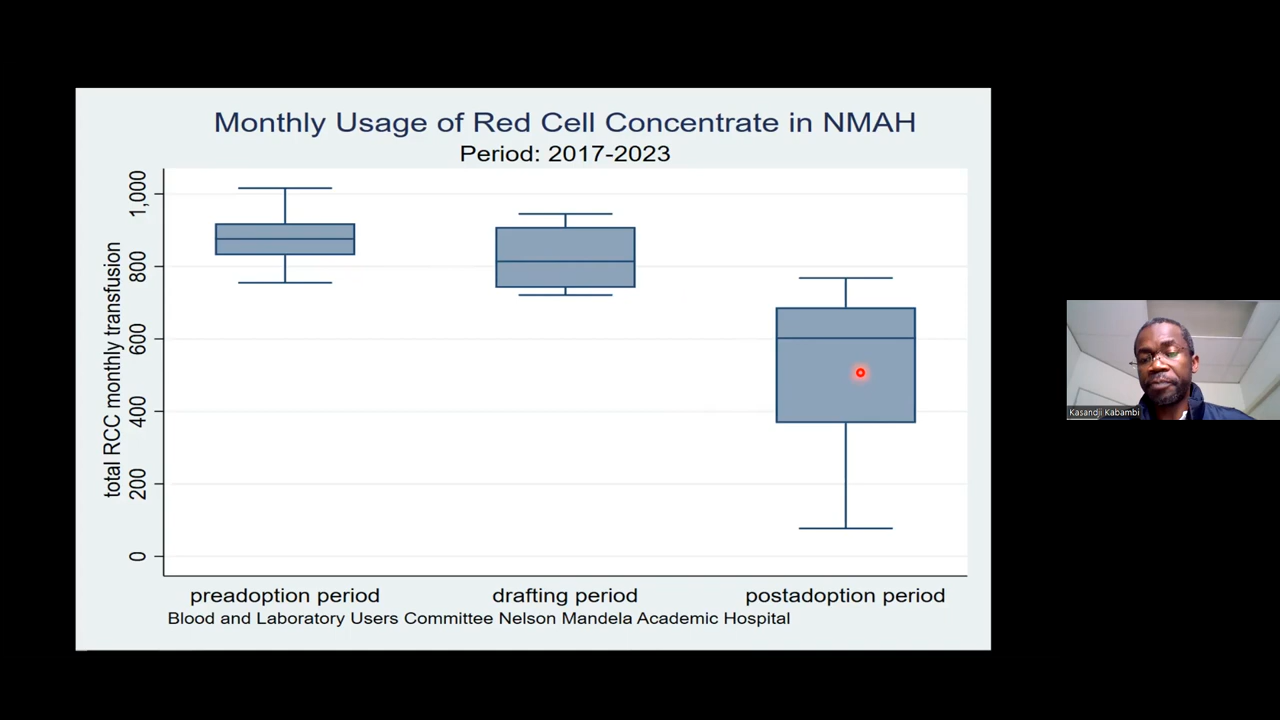 Monthly Usage of Red Cell Concentrate in NMAH
Period: 2017-2023
total RCC monthly transfusion
1,000
800
600
400
200
0
preadoption period
drafting period
postadoption period
Blood and Laboratory Users Committee Nelson Mandela Academic Hospital
Kasandji Kabambi